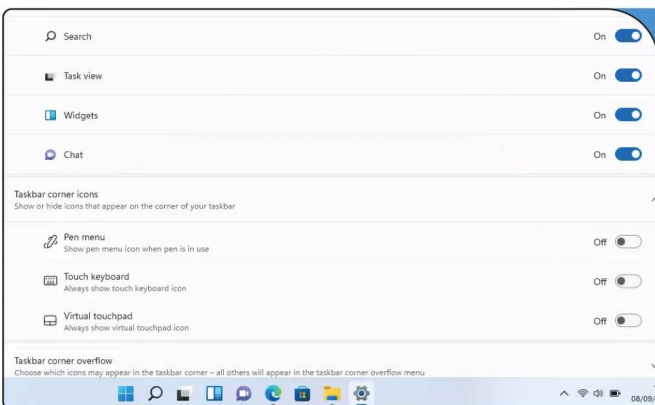 Search On
Task view On
Widgets On
Chat On
Taskbar corner icons
Show or hide icons that appear on the corner of your taskbar
Pen menu
Show pen menu icon when pen is in use
Off
Touch keyboard
Always show touch keyboard icon
Off
Virtual touchpad
Always show virtual touchpad icon
Off
Taskbar corner overflow
Choose which icons may appear in the taskbar corner – all others will appear in the taskbar corner overflow menu
08/09/